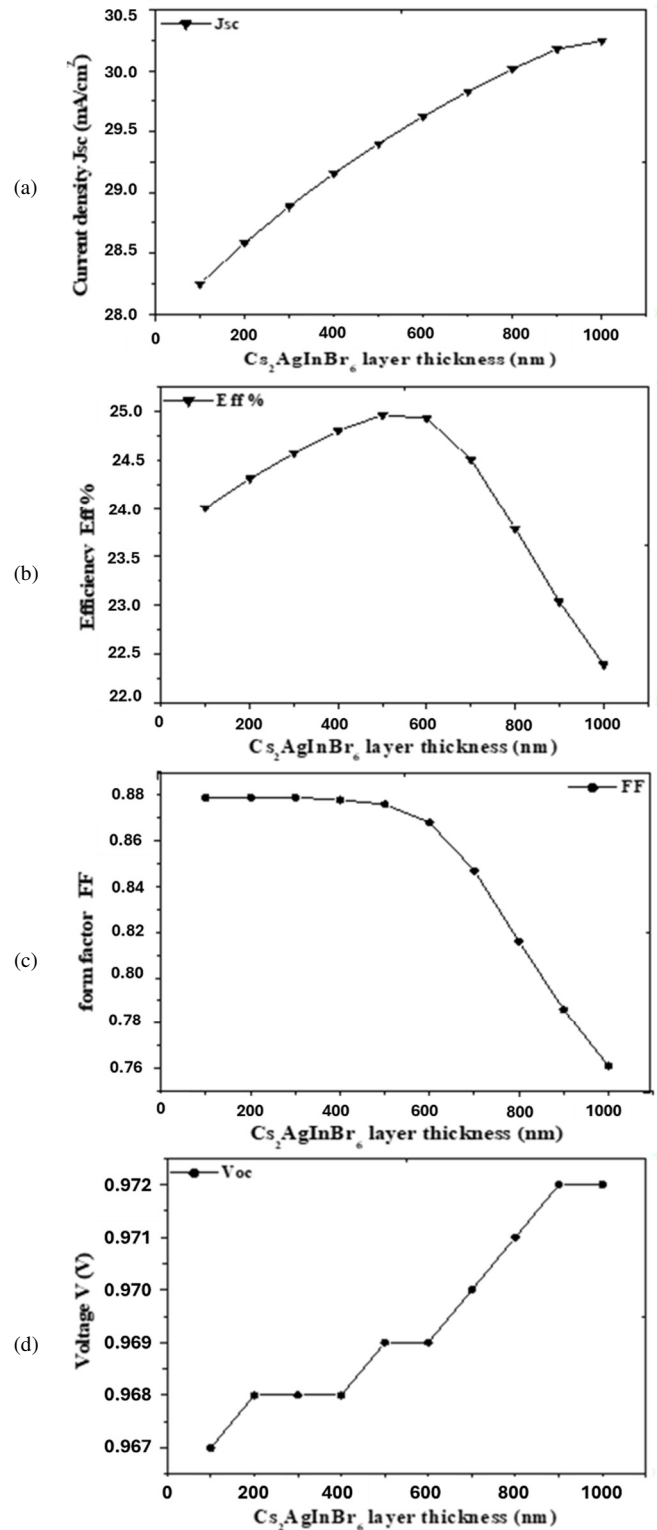 (a)
Jsc
Current density Jsc (mA/cm²)
30.5
30.0
29.5
29.0
28.5
28.0
0 200 400 600 800 1000
Cs₂AgInBr₆ layer thickness (nm)
(b)
Eff %
Efficiency Eff%
25.0
24.5
24.0
23.5
23.0
22.5
22.0
0 200 400 600 800 1000
Cs₂AgInBr₆ layer thickness (nm)
(c)
FF
form factor FF
0.88
0.86
0.84
0.82
0.80
0.78
0.76
0 200 400 600 800 1000
Cs₂AgInBr₆ layer thickness (nm)
(d)
Voc
Voltage V (V)
0.972
0.971
0.970
0.969
0.968
0.967
0 200 400 600 800 1000
Cs₂AgInBr₆ layer thickness (nm)